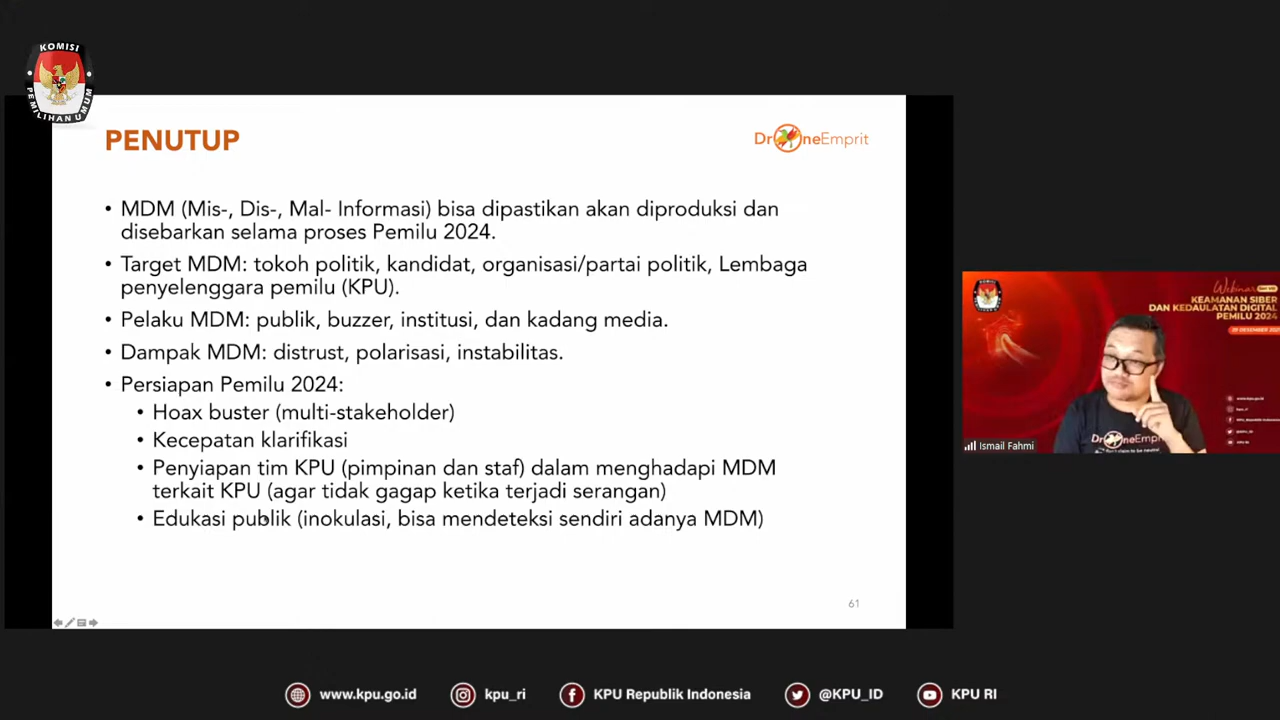 KOMISI
PEMILIHAN UMUM
PENUTUP
DroneEmprit
• MDM (Mis-, Dis-, Mal- Informasi) bisa dipastikan akan diproduksi dan
disebarkan selama proses Pemilu 2024.
• Target MDM: tokoh politik, kandidat, organisasi/partai politik, Lembaga
penyelenggara pemilu (KPU).
• Pelaku MDM: publik, buzzer, institusi, dan kadang media.
• Dampak MDM: distrust, polarisasi, instabilitas.
• Persiapan Pemilu 2024:
• Hoax buster (multi-stakeholder)
• Kecepatan klarifikasi
• Penyiapan tim KPU (pimpinan dan staf) dalam menghadapi MDM
terkait KPU (agar tidak gagap ketika terjadi serangan)
• Edukasi publik (inokulasi, bisa mendeteksi sendiri adanya MDM)
61
Webinar
KEAMANAN SIBER
DAN KEDAULATAN DIGITAL
PEMILU 2024
DroneEmpr
Ismail Fahmi
www.kpu.go.id
kpu_ri
KPU Republik Indonesia
@KPU_ID
KPU RI